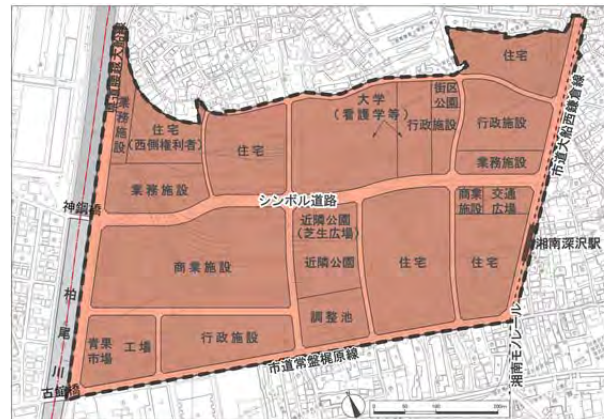 住宅
業務
施設
住宅
(西側権利者)
住宅
大学
(看護学等)
街区
公園
行政施設
行政施設
業務施設
業務施設
市道大船西鎌倉線
神鋼橋
シンボル道路
商業
施設
交通
広場
近隣公園
(芝生広場)
近隣公園
商業施設
住宅
住宅
湘南深沢駅
柏尾川
調整池
青果
市場
工場
行政施設
市道常盤梶原線
古館橋
湘南モノレール